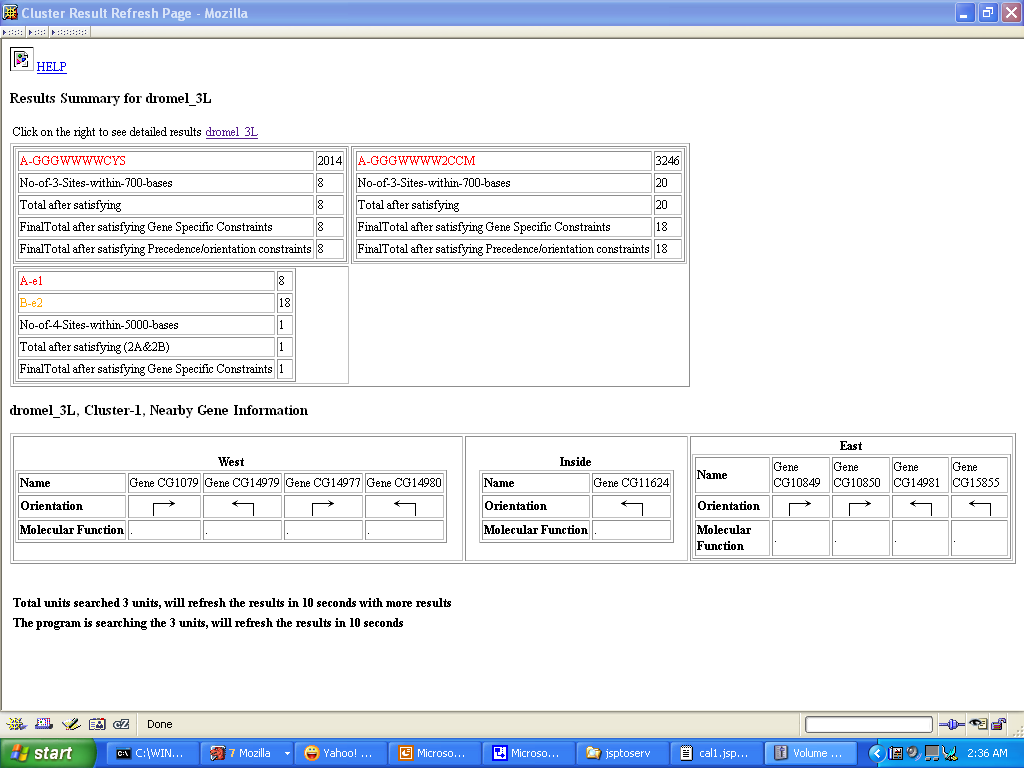 Cluster Result Refresh Page - Mozilla
HELP
Results Summary for dromel_3L
Click on the right to see detailed results dromel_3L
A-GGGWWWWCYS 2014
No-of-3-Sites-within-700-bases 8
Total after satisfying 8
FinalTotal after satisfying Gene Specific Constraints 8
FinalTotal after satisfying Precedence/orientation constraints 8
A-GGGWWWW2CCM 3246
No-of-3-Sites-within-700-bases 20
Total after satisfying 20
FinalTotal after satisfying Gene Specific Constraints 18
FinalTotal after satisfying Precedence/orientation constraints 18
A-e1 8
B-e2 18
No-of-4-Sites-within-5000-bases 1
Total after satisfying (2A&2B) 1
FinalTotal after satisfying Gene Specific Constraints 1
dromel_3L, Cluster-1, Nearby Gene Information
West
Name Gene CG1079 Gene CG14979 Gene CG14977 Gene CG14980
Orientation
Molecular Function . . . .
Inside
Name Gene CG11624
Orientation
Molecular Function .
East
Name Gene CG10849 Gene CG10850 Gene CG14981 Gene CG15855
Orientation
Molecular Function . . . .
Total units searched 3 units, will refresh the results in 10 seconds with more results
The program is searching the 3 units, will refresh the results in 10 seconds
Done
start C:\WIN... 7 Mozilla Yahoo! ... Microso... Microso... jsptoserv cal1.jsp... Volume ... 2:36 AM